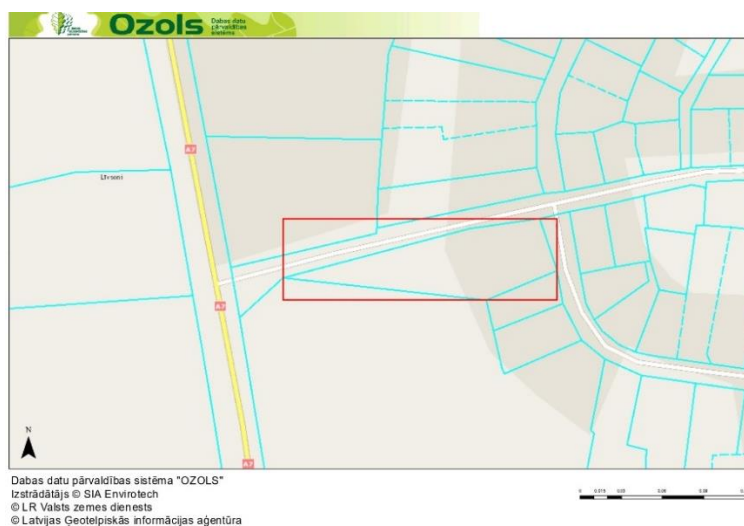 Ozols
Dabas datu
pārvaldības
sistēma
A7
Līvsoni
A7
A7
N
Dabas datu pārvaldības sistēma "OZOLS"
Izstrādātājs © SIA Envirotech
© LR Valsts zemes dienests
© Latvijas Ģeotelpiskās informācijas aģentūra